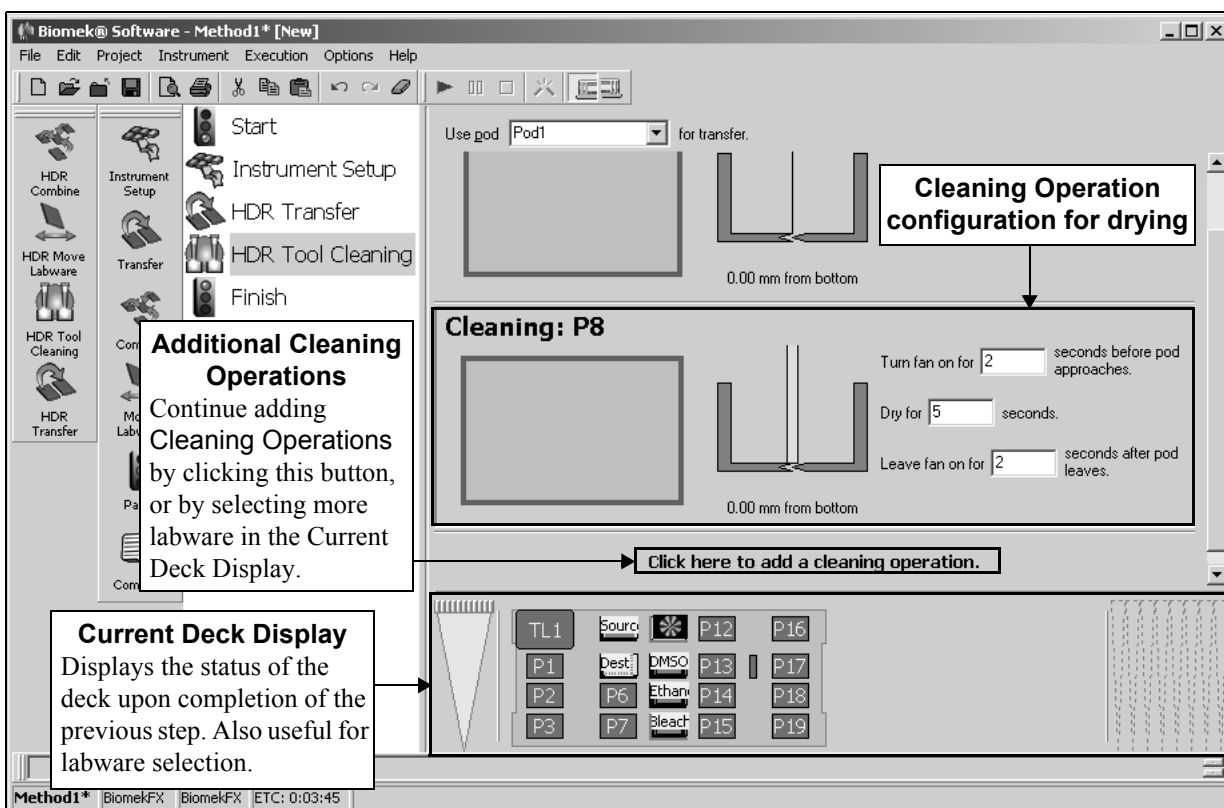 Biomek® Software - Method1* [New]
File Edit Project Instrument Execution Options Help
HDR
Combine
HDR Move
Labware
HDR Tool
Cleaning
HDR
Transfer
Instrument
Setup
Transfer
Com
Mo
Labw
Pa
Com
Start
Instrument Setup
HDR Transfer
HDR Tool Cleaning
Finish
Use pod Pod1 for transfer.
0.00 mm from bottom
Cleaning Operation
configuration for drying
Cleaning: P8
Turn fan on for 2 seconds before pod
approaches.
Dry for 5 seconds.
Leave fan on for 2 seconds after pod
leaves.
0.00 mm from bottom
Click here to add a cleaning operation.
Additional Cleaning
Operations
Continue adding
Cleaning Operations
by clicking this button,
or by selecting more
labware in the Current
Deck Display.
Current Deck Display
Displays the status of the
deck upon completion of the
previous step. Also useful for
labware selection.
TL1 Sourc P12 P16
P1 Dest DMSO P13 P17
P2 P6 Ethan P14 P18
P3 P7 Bleach P15 P19
Method1* BiomekFX BiomekFX ETC: 0:03:45